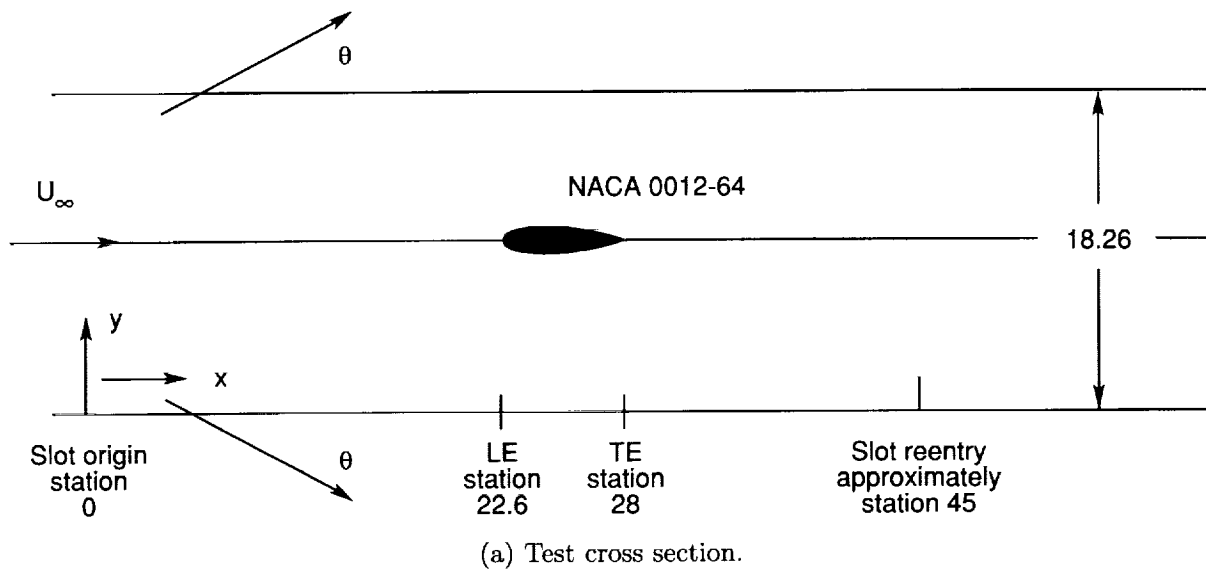 θ
NACA 0012-64
U∞
18.26
y
x
θ
Slot origin
station
0
LE
station
22.6
TE
station
28
Slot reentry
approximately
station 45
(a) Test cross section.